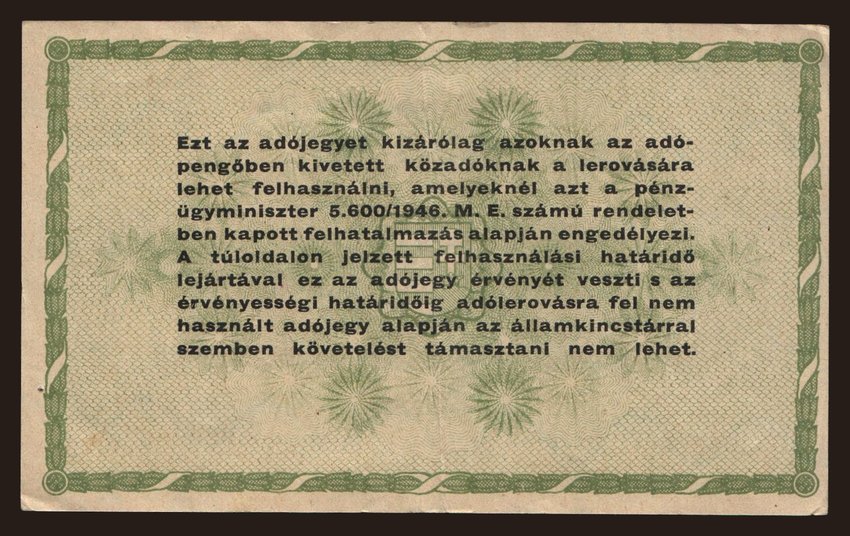 Ezt az adójegyet kizárólag azoknak az adó-
pengőben kivetett közadóknak a lerovására
lehet felhasználni, amelyeknél azt a pénz-
ügyminiszter 5.600/1946. M. E. számú rendelet-
ben kapott felhatalmazás alapján engedélyezi.
A túloldalon jelzett felhasználási határidő
lejártával ez az adójegy érvényét veszti s az
érvényességi határidőig adólerovásra fel nem
használt adójegy alapján az államkincstárral
szemben követelést támasztani nem lehet.